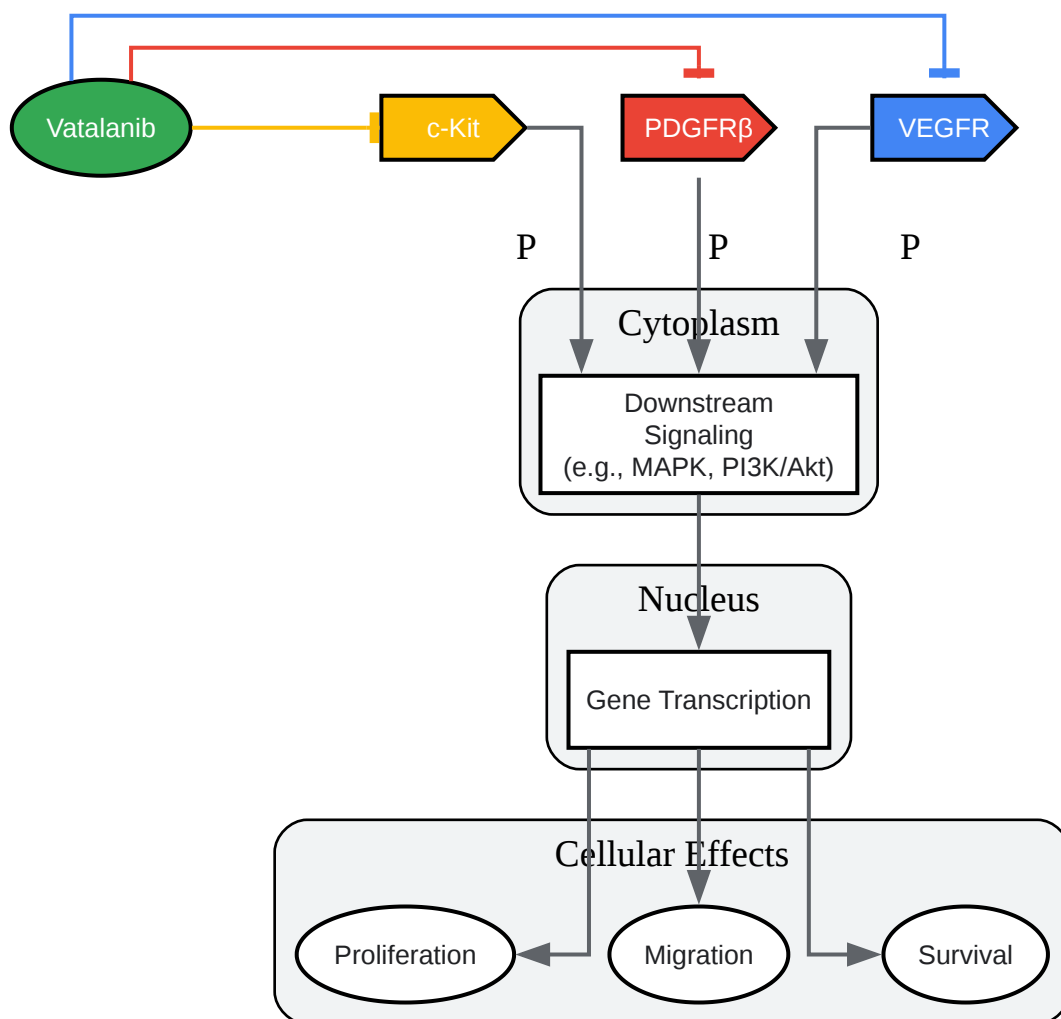 Vatalanib
c-Kit
PDGFRβ
VEGFR
P
P
P
Cytoplasm
Downstream
Signaling
(e.g., MAPK, PI3K/Akt)
Nucleus
Gene Transcription
Cellular Effects
Proliferation
Migration
Survival